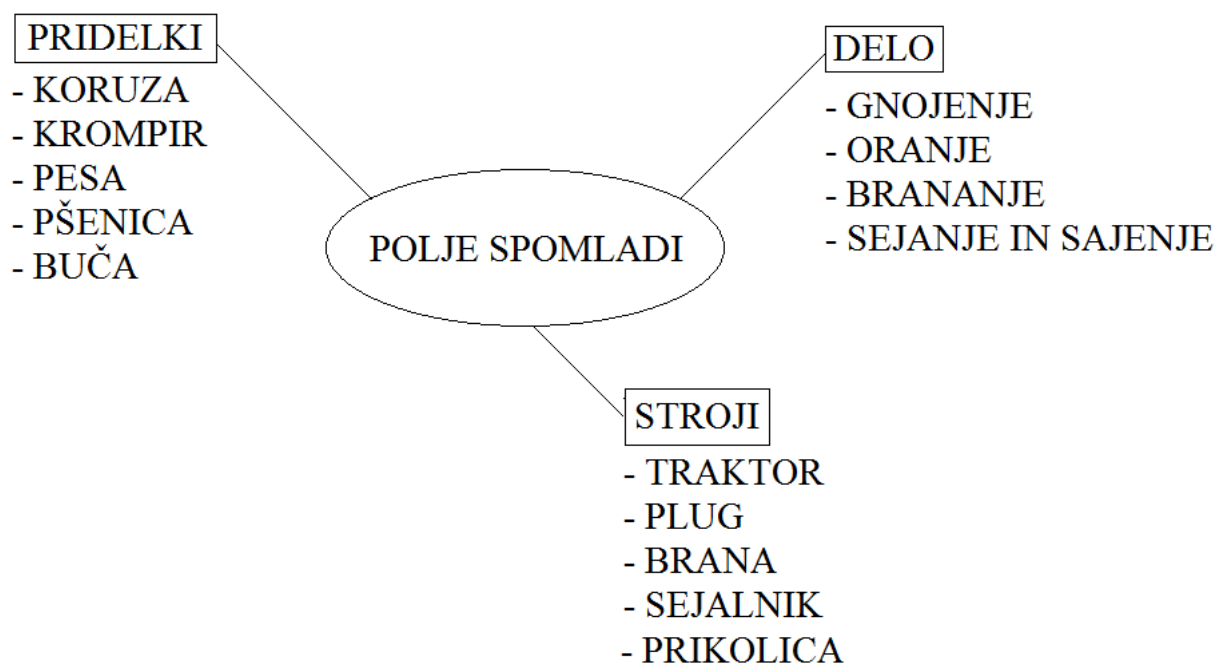 PRIDELKI
- KORUZA
- KROMPIR
- PESA
- PŠENICA
- BUČA
DELO
- GNOJENJE
- ORANJE
- BRANANJE
- SEJANJE IN SAJENJE
POLJE SPOMLADI
STROJI
- TRAKTOR
- PLUG
- BRANA
- SEJALNIK
- PRIKOLICA